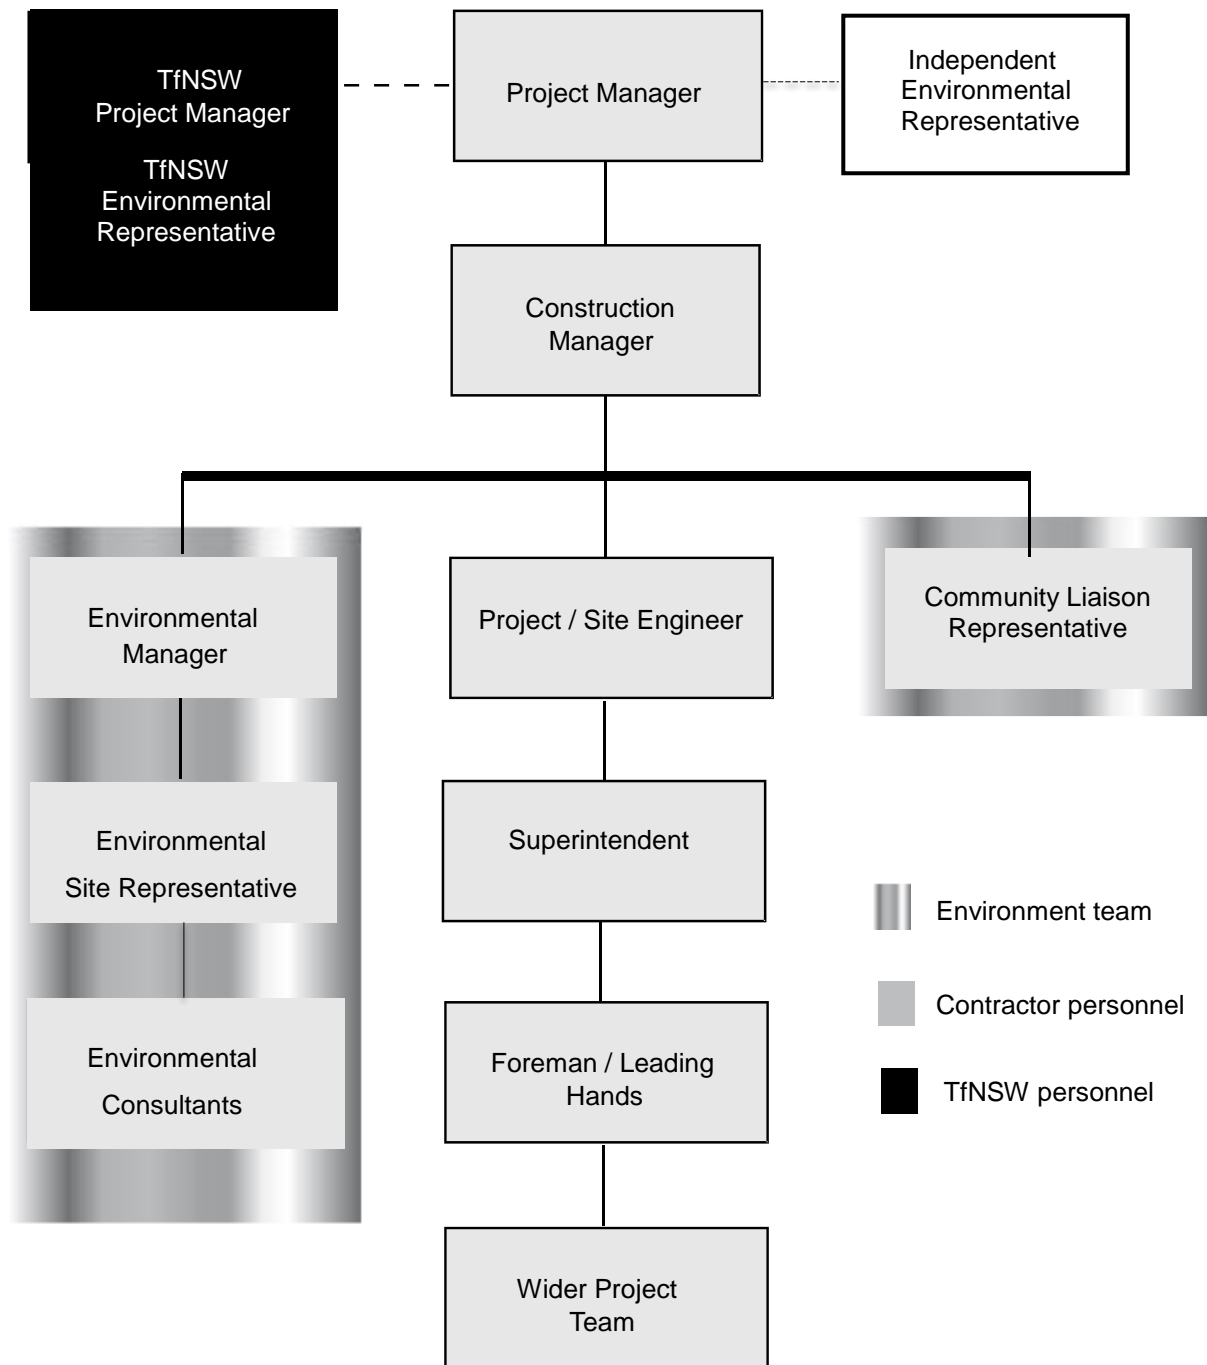 TfNSW
Project Manager
TfNSW
Environmental
Representative
Project Manager
Independent
Environmental
Representative
Construction
Manager
Environmental
Manager
Project / Site Engineer
Community Liaison
Representative
Environmental
Site Representative
Superintendent
Environment team
Contractor personnel
TfNSW personnel
Environmental
Consultants
Foreman / Leading
Hands
Wider Project
Team